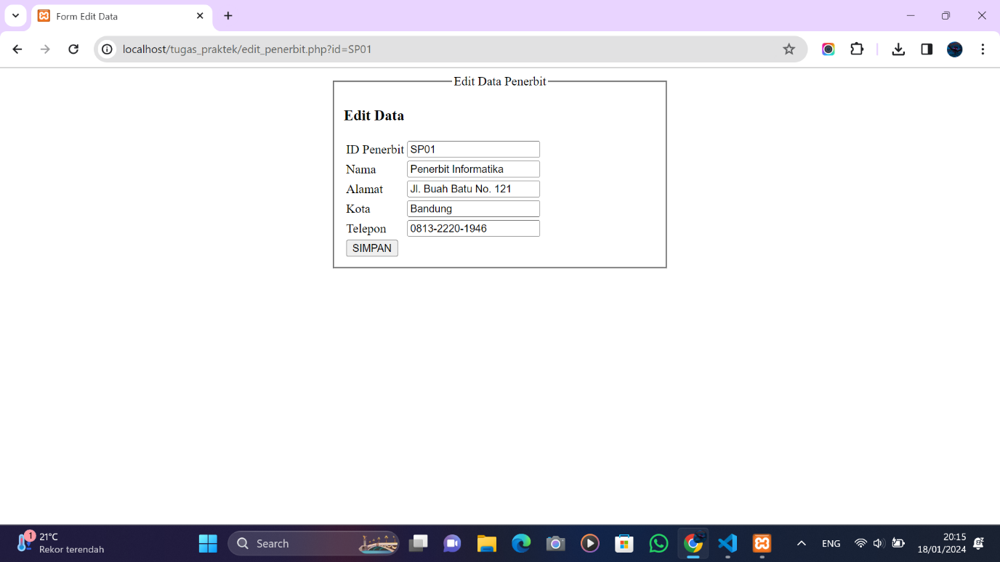 Form Edit Data
localhost/tugas_praktek/edit_penerbit.php?id=SP01
Edit Data Penerbit
Edit Data
ID Penerbit SP01
Nama Penerbit Informatika
Alamat Jl. Buah Batu No. 121
Kota Bandung
Telepon 0813-2220-1946
SIMPAN
1
21°C
Rekor terendah
Search
ENG
20:15
18/01/2024